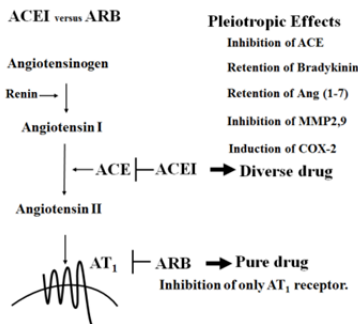 ACEI versus ARB
Pleiotropic Effects
Inhibition of ACE
Angiotensinogen
Retention of Bradykinin
Renin
Retention of Ang (1-7)
Angiotensin I
Inhibition of MMP2,9
Induction of COX-2
ACE ACEI Diverse drug
Angiotensin II
AT1 ARB Pure drug
Inhibition of only AT1 receptor.